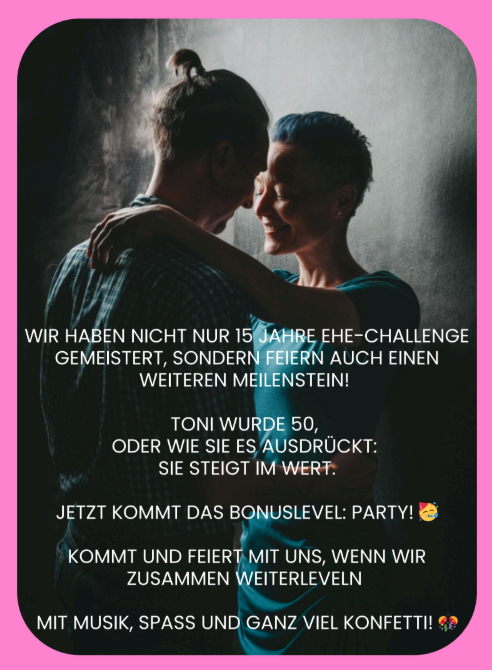 WIR HABEN NICHT NUR 15 JAHRE EHE-CHALLENGE
GEMEISTERT, SONDERN FEIERN AUCH EINEN
WEITEREN MEILENSTEIN!
TONI WURDE 50,
ODER WIE SIE ES AUSDRÜCKT:
SIE STEIGT IM WERT.
JETZT KOMMT DAS BONUSLEVEL: PARTY! 🥳
KOMMT UND FEIERT MIT UNS, WENN WIR
ZUSAMMEN WEITERLEVELN
MIT MUSIK, SPASS UND GANZ VIEL KONFETTI! 🎊